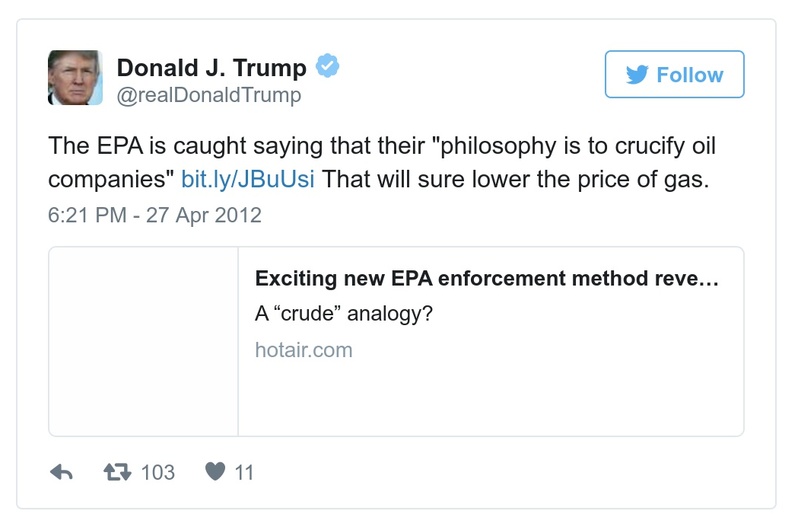 Donald J. Trump
@realDonaldTrump
Follow
The EPA is caught saying that their "philosophy is to crucify oil
companies" bit.ly/JBuUsi That will sure lower the price of gas.
6:21 PM - 27 Apr 2012
Exciting new EPA enforcement method reve…
A “crude” analogy?
hotair.com
103 11